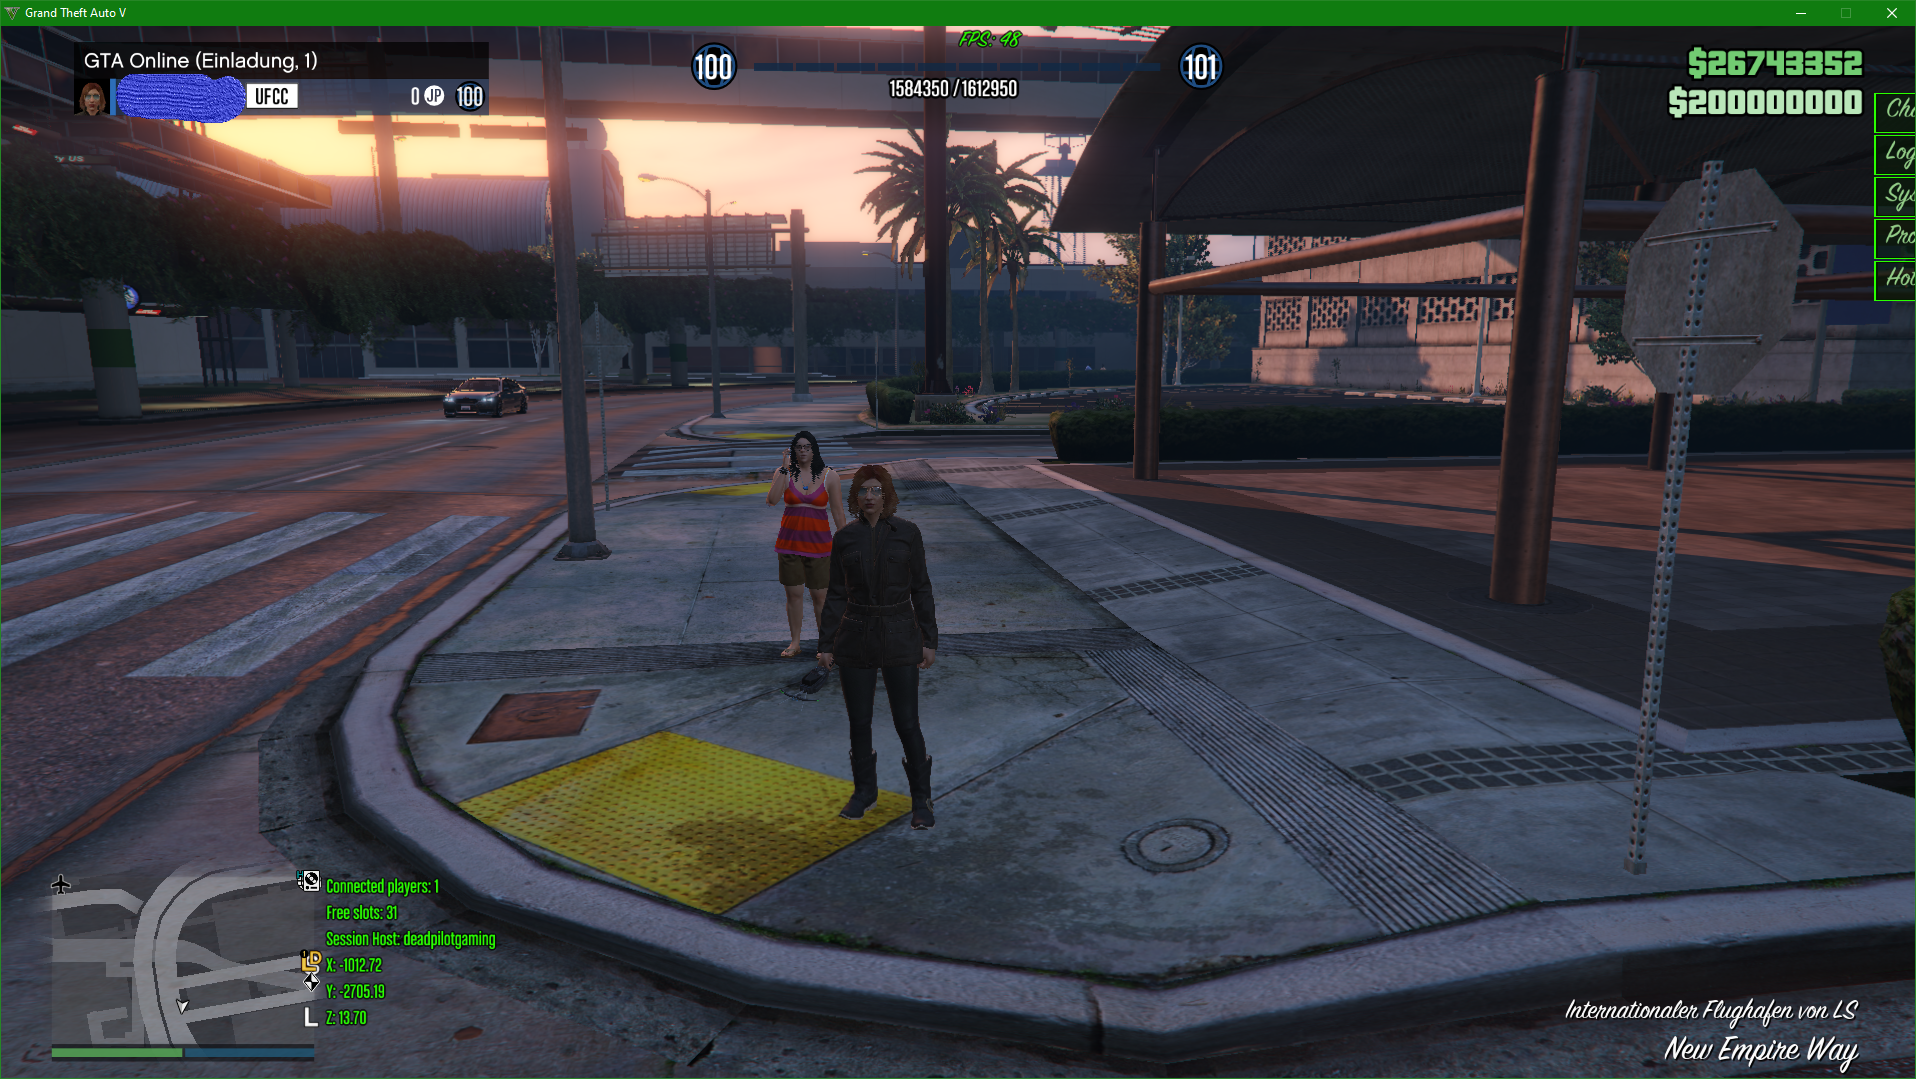 Grand Theft Auto V
FPS: 48
GTA Online (Einladung, 1)
UFCC
0 JP 100
100
101
1584350 / 1612950
$26743352
$200000000
Connected players: 1
Free slots: 31
Session Host: deadpilotgaming
X: -1012.72
Y: -2705.19
Z: 13.70
L
Internationaler Flughafen von LS
New Empire Way